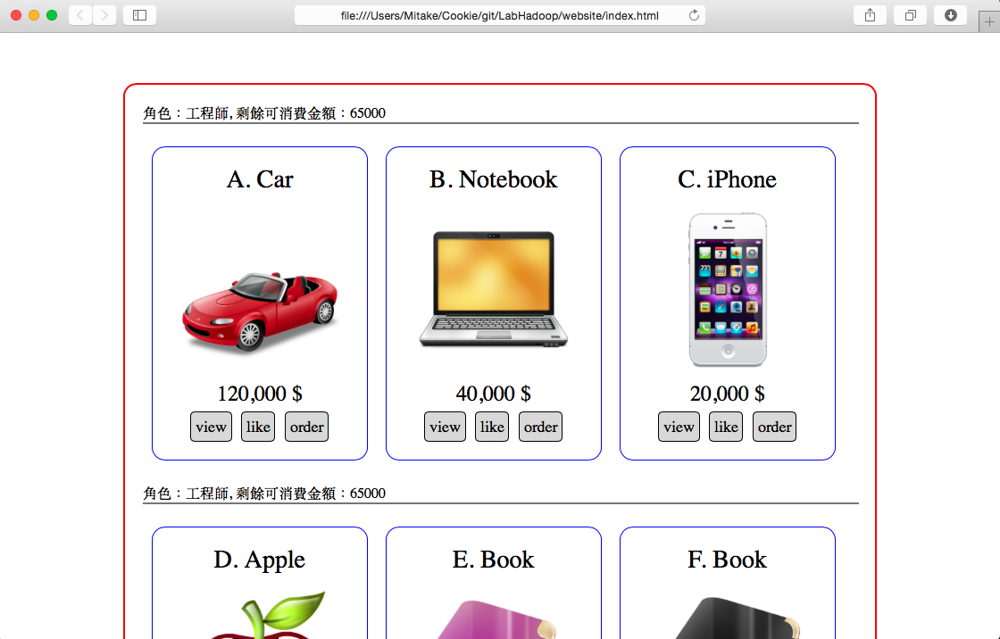 file:///Users/Mitake/Cookie/git/LabHadoop/website/index.html
角色：工程師, 剩餘可消費金額：65000
A. Car
B. Notebook
C. iPhone
7
120,000 $
40,000 $
20,000 $
view like order
view like order
view like order
角色：工程師, 剩餘可消費金額：65000
D. Apple
E. Book
F. Book